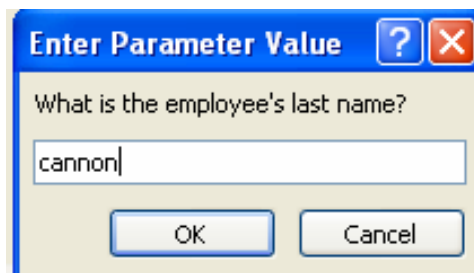 Enter Parameter Value ?
What is the employee's last name?
cannon
OK Cancel